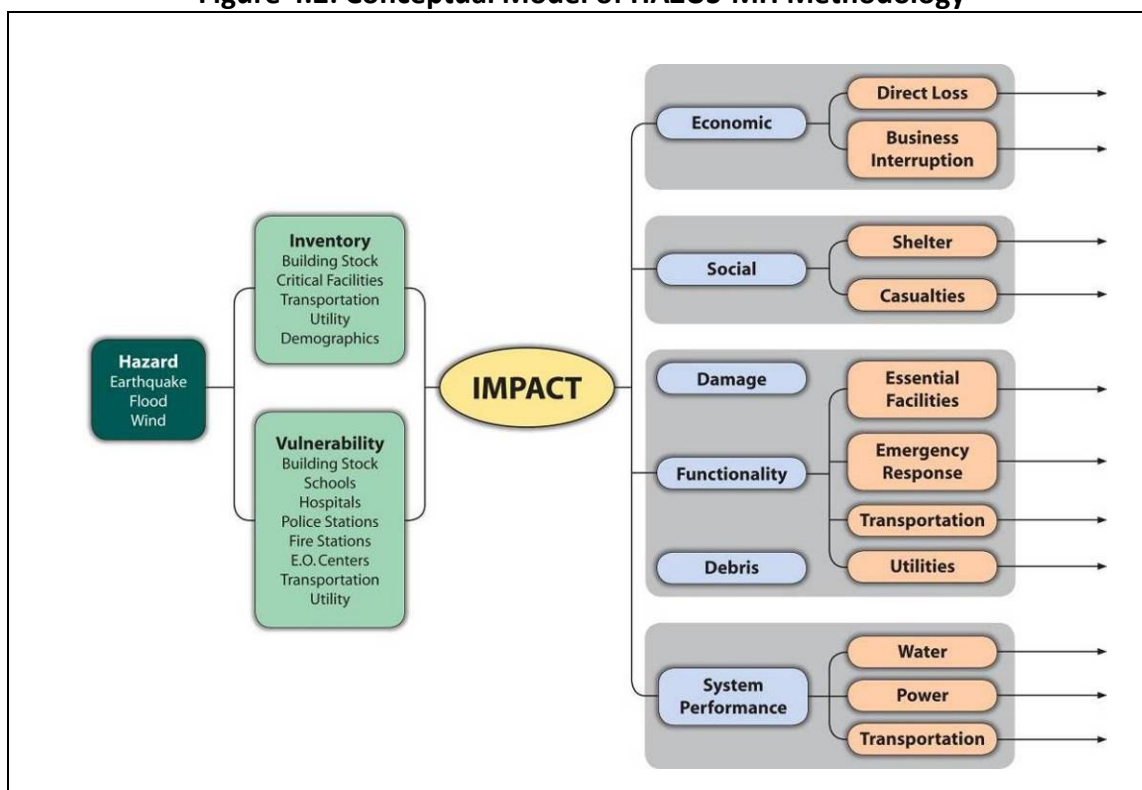 Figure Conceptual Model of HAZUS-MH Methodology
Hazard
Earthquake
Flood
Wind
Inventory
Building Stock
Critical Facilities
Transportation
Utility
Demographics
Vulnerability
Building Stock
Schools
Hospitals
Police Stations
Fire Stations
E.O. Centers
Transportation
Utility
IMPACT
Economic
Direct Loss
Business
Interruption
Social
Shelter
Casualties
Damage
Functionality
Debris
Essential
Facilities
Emergency
Response
Transportation
Utilities
System
Performance
Water
Power
Transportation